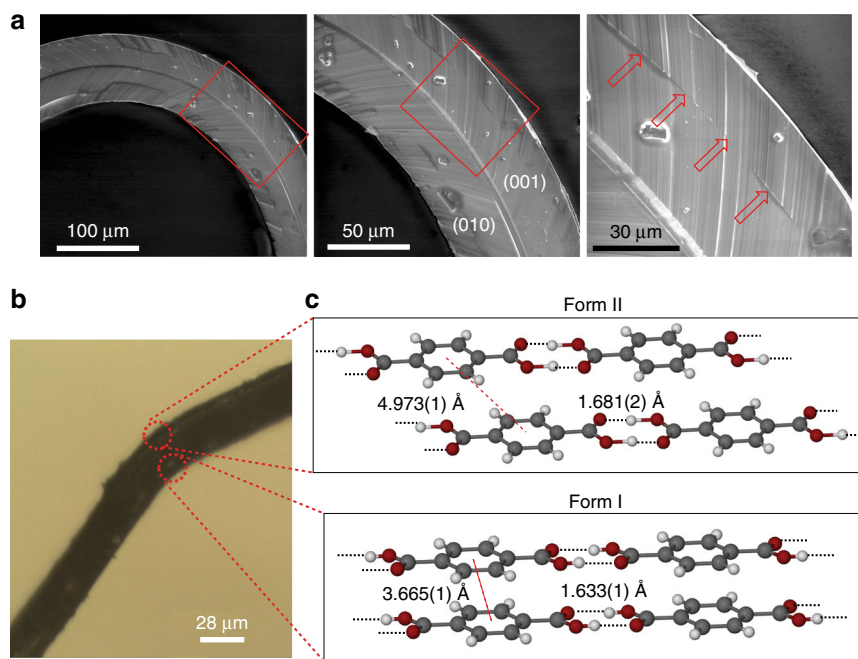 a
100 μm
50 μm
(010)
(001)
30 μm
b
28 μm
c
Form II
4.973(1) Å
1.681(2) Å
Form I
3.665(1) Å
1.633(1) Å